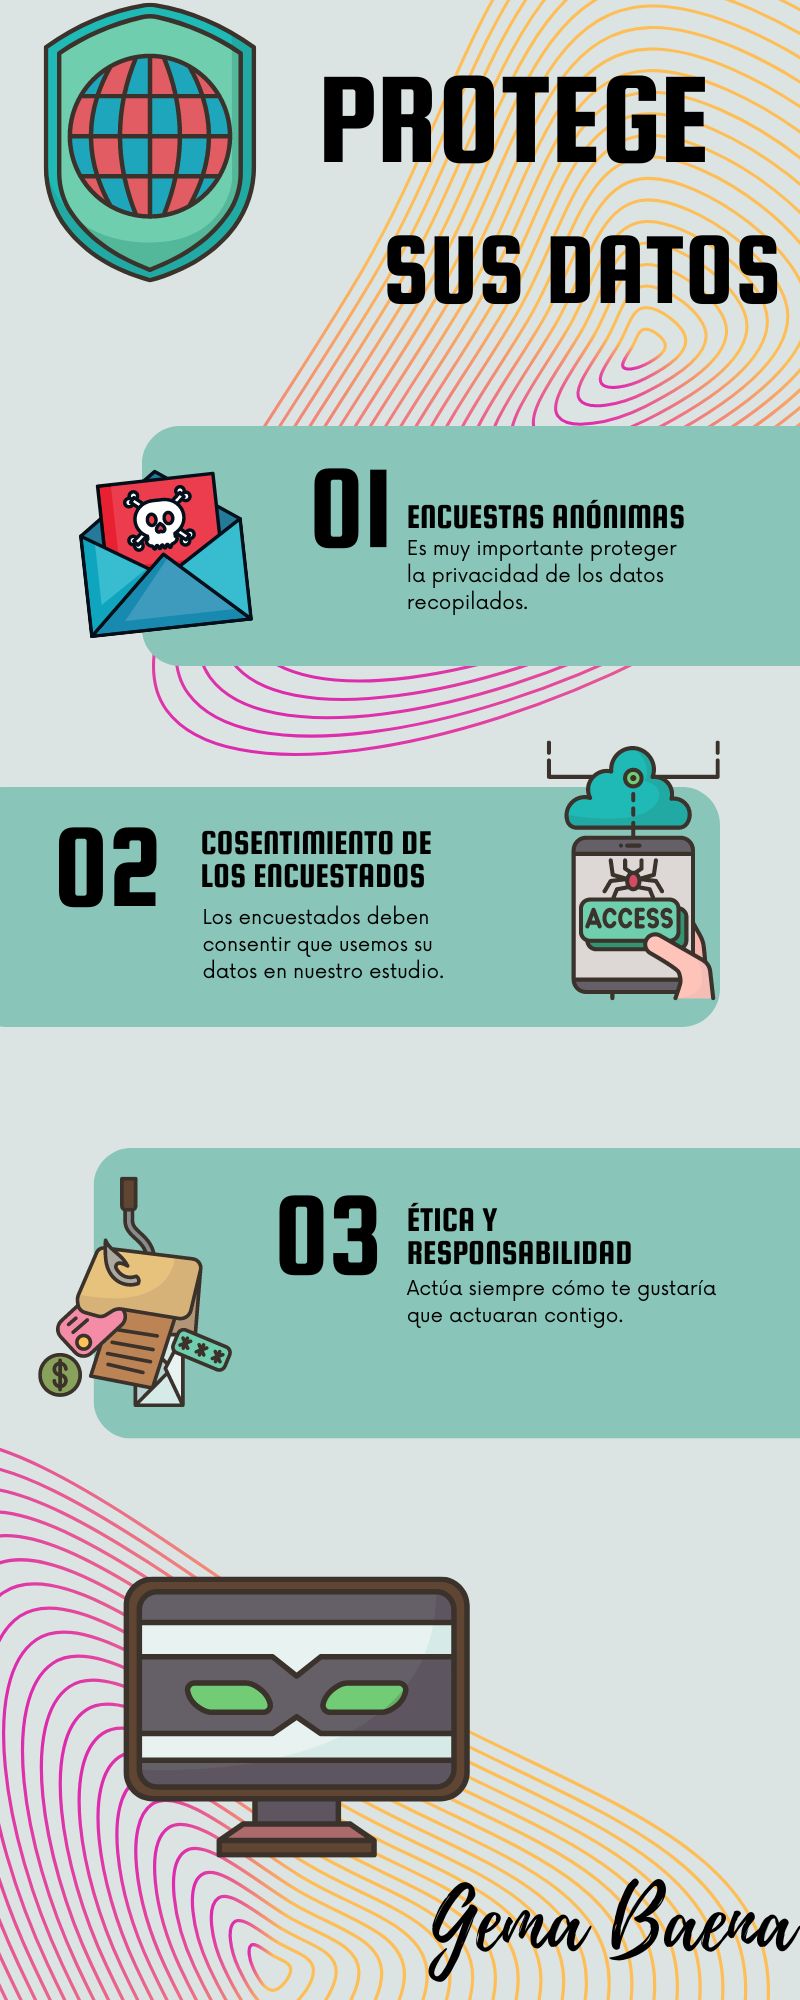 PROTEGE
SUS DATOS
01
ENCUESTAS ANÓNIMAS
Es muy importante proteger
la privacidad de los datos
recopilados.
02
COSENTIMIENTO DE
LOS ENCUESTADOS
Los encuestados deben
consentir que usemos su
datos en nuestro estudio.
ACCESS
03
ÉTICA Y
RESPONSABILIDAD
Actúa siempre cómo te gustaría
que actuaran contigo.
$
***
Gema Baena